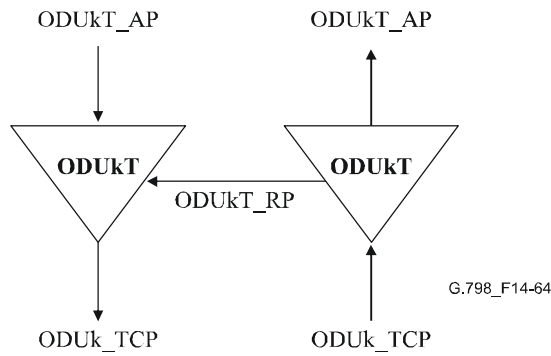 ODUkT_AP
ODUkT_AP
ODUkT
ODUkT
ODUkT_RP
G.798_F14-64
ODUk_TCP
ODUk_TCP